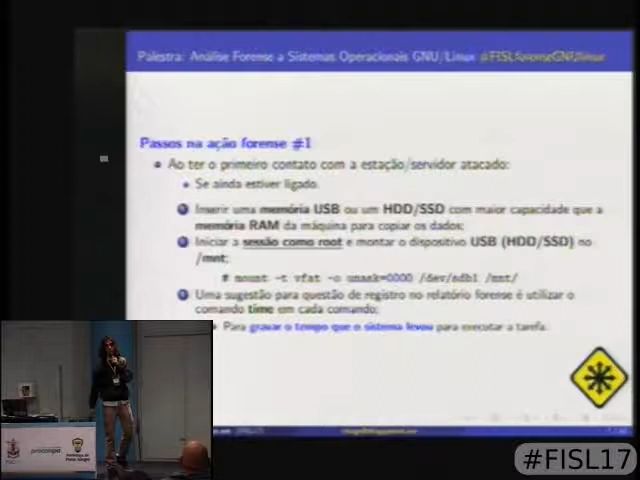 Palestra: Análise Forense a Sistemas Operacionais GNU/Linux #FISLforenseGNUlinux
Passos na ação forense #1
Ao ter o primeiro contato com a estação/servidor atacado:
Se ainda estiver ligado.
Inserir uma memória USB ou um HDD/SSD com maior capacidade que a
memória RAM da máquina para copiar os dados;
Iniciar a sessão como root e montar o dispositivo USB (HDD/SSD) no
/mnt;
# mount -t vfat -o umask=0000 /dev/sdb1 /mnt/
Uma sugestão para questão de registro no relatório forense é utilizar o
comando time em cada comando;
Para gravar o tempo que o sistema levou para executar a tarefa.
procempa
Porto Alegre
#FISL17